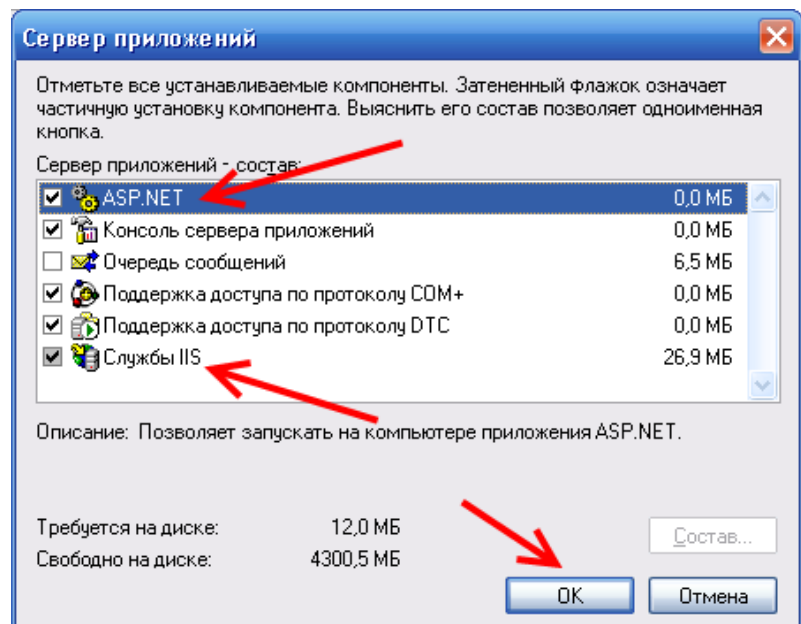 Сервер приложений
Отметьте все устанавливаемые компоненты. Затененный флажок означает
частичную установку компонента. Выяснить его состав позволяет одноименная
кнопка.
Сервер приложений - состав:
ASP.NET 0,0 МБ
Консоль сервера приложений 0,0 МБ
Очередь сообщений 6,5 МБ
Поддержка доступа по протоколу COM+ 0,0 МБ
Поддержка доступа по протоколу DTC 0,0 МБ
Службы IIS 26,9 МБ
Описание: Позволяет запускать на компьютере приложения ASP.NET.
Требуется на диске: 12,0 МБ
Состав...
Свободно на диске: 4300,5 МБ
OK Отмена